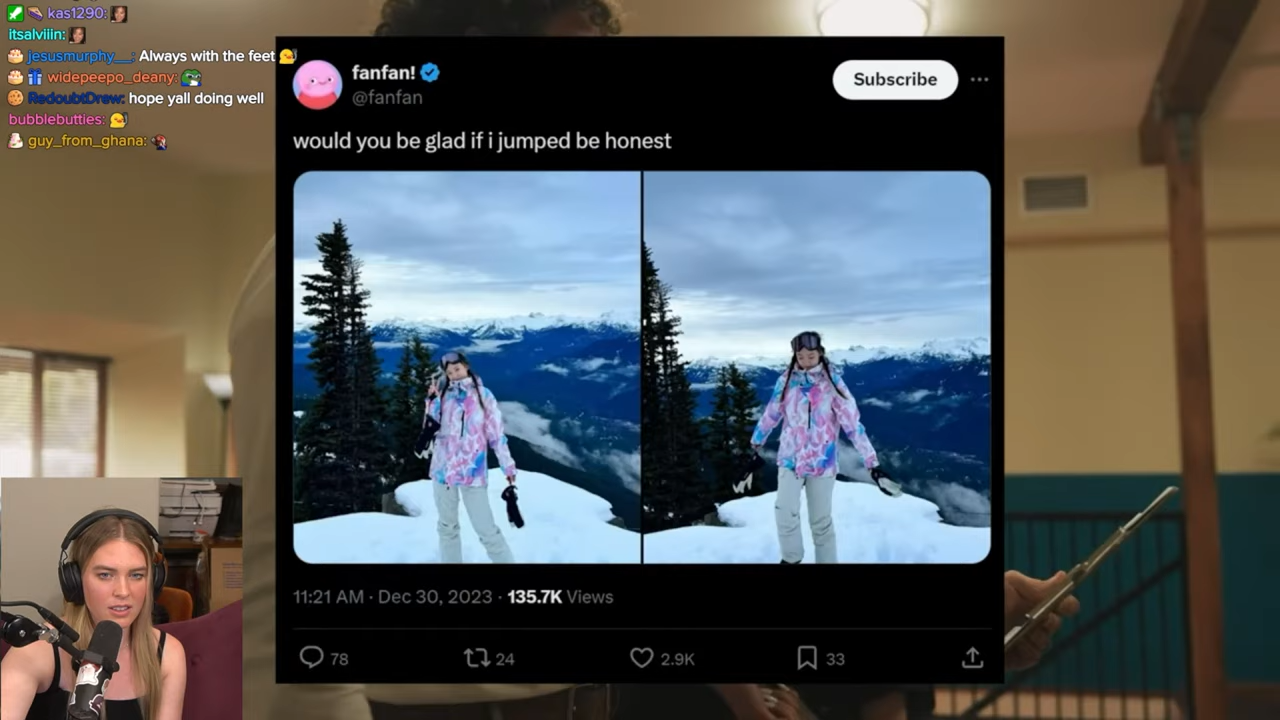 kas1290:
itsalviiin:
jesusmurphy__: Always with the feet
widepeepo_deany:
RedoubtDrew: hope yall doing well
bubblebutties:
guy_from_ghana:
fanfan!
@fanfan
Subscribe
would you be glad if i jumped be honest
11:21 AM · Dec 30, 2023 · 135.7K Views
78 24 2.9K 33